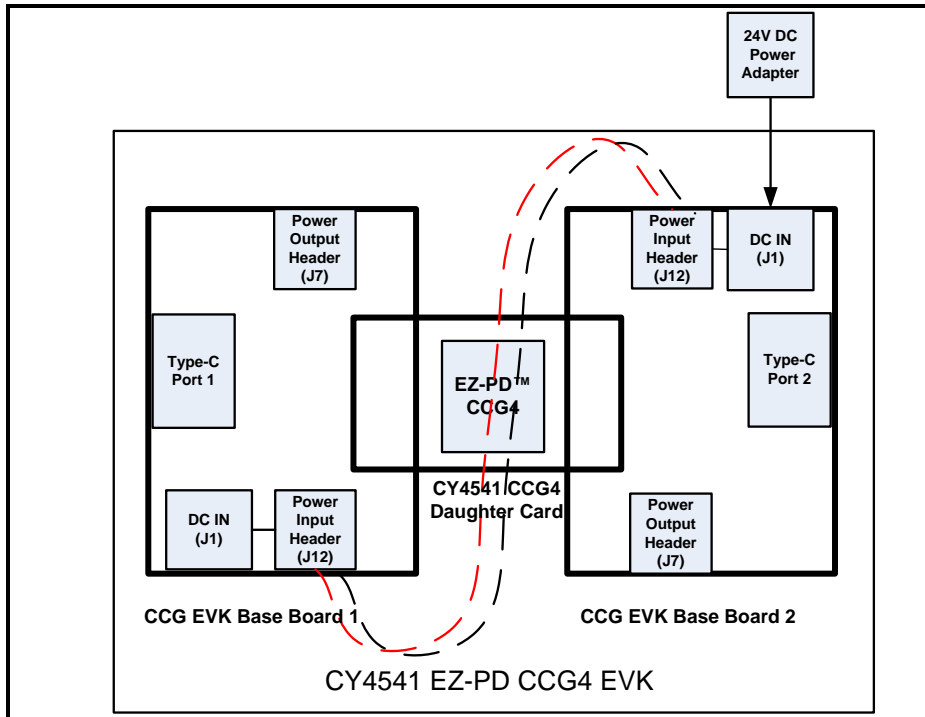 24V DC
Power
Adapter
Power
Output
Header
(J7)
Power
Input
Header
(J12)
DC IN
(J1)
Type-C
Port 1
EZ-PD™
CCG4
Type-C
Port 2
CY4541 CCG4
Daughter Card
DC IN
(J1)
Power
Input
Header
(J12)
Power
Output
Header
(J7)
CCG EVK Base Board 1
CCG EVK Base Board 2
CY4541 EZ-PD CCG4 EVK